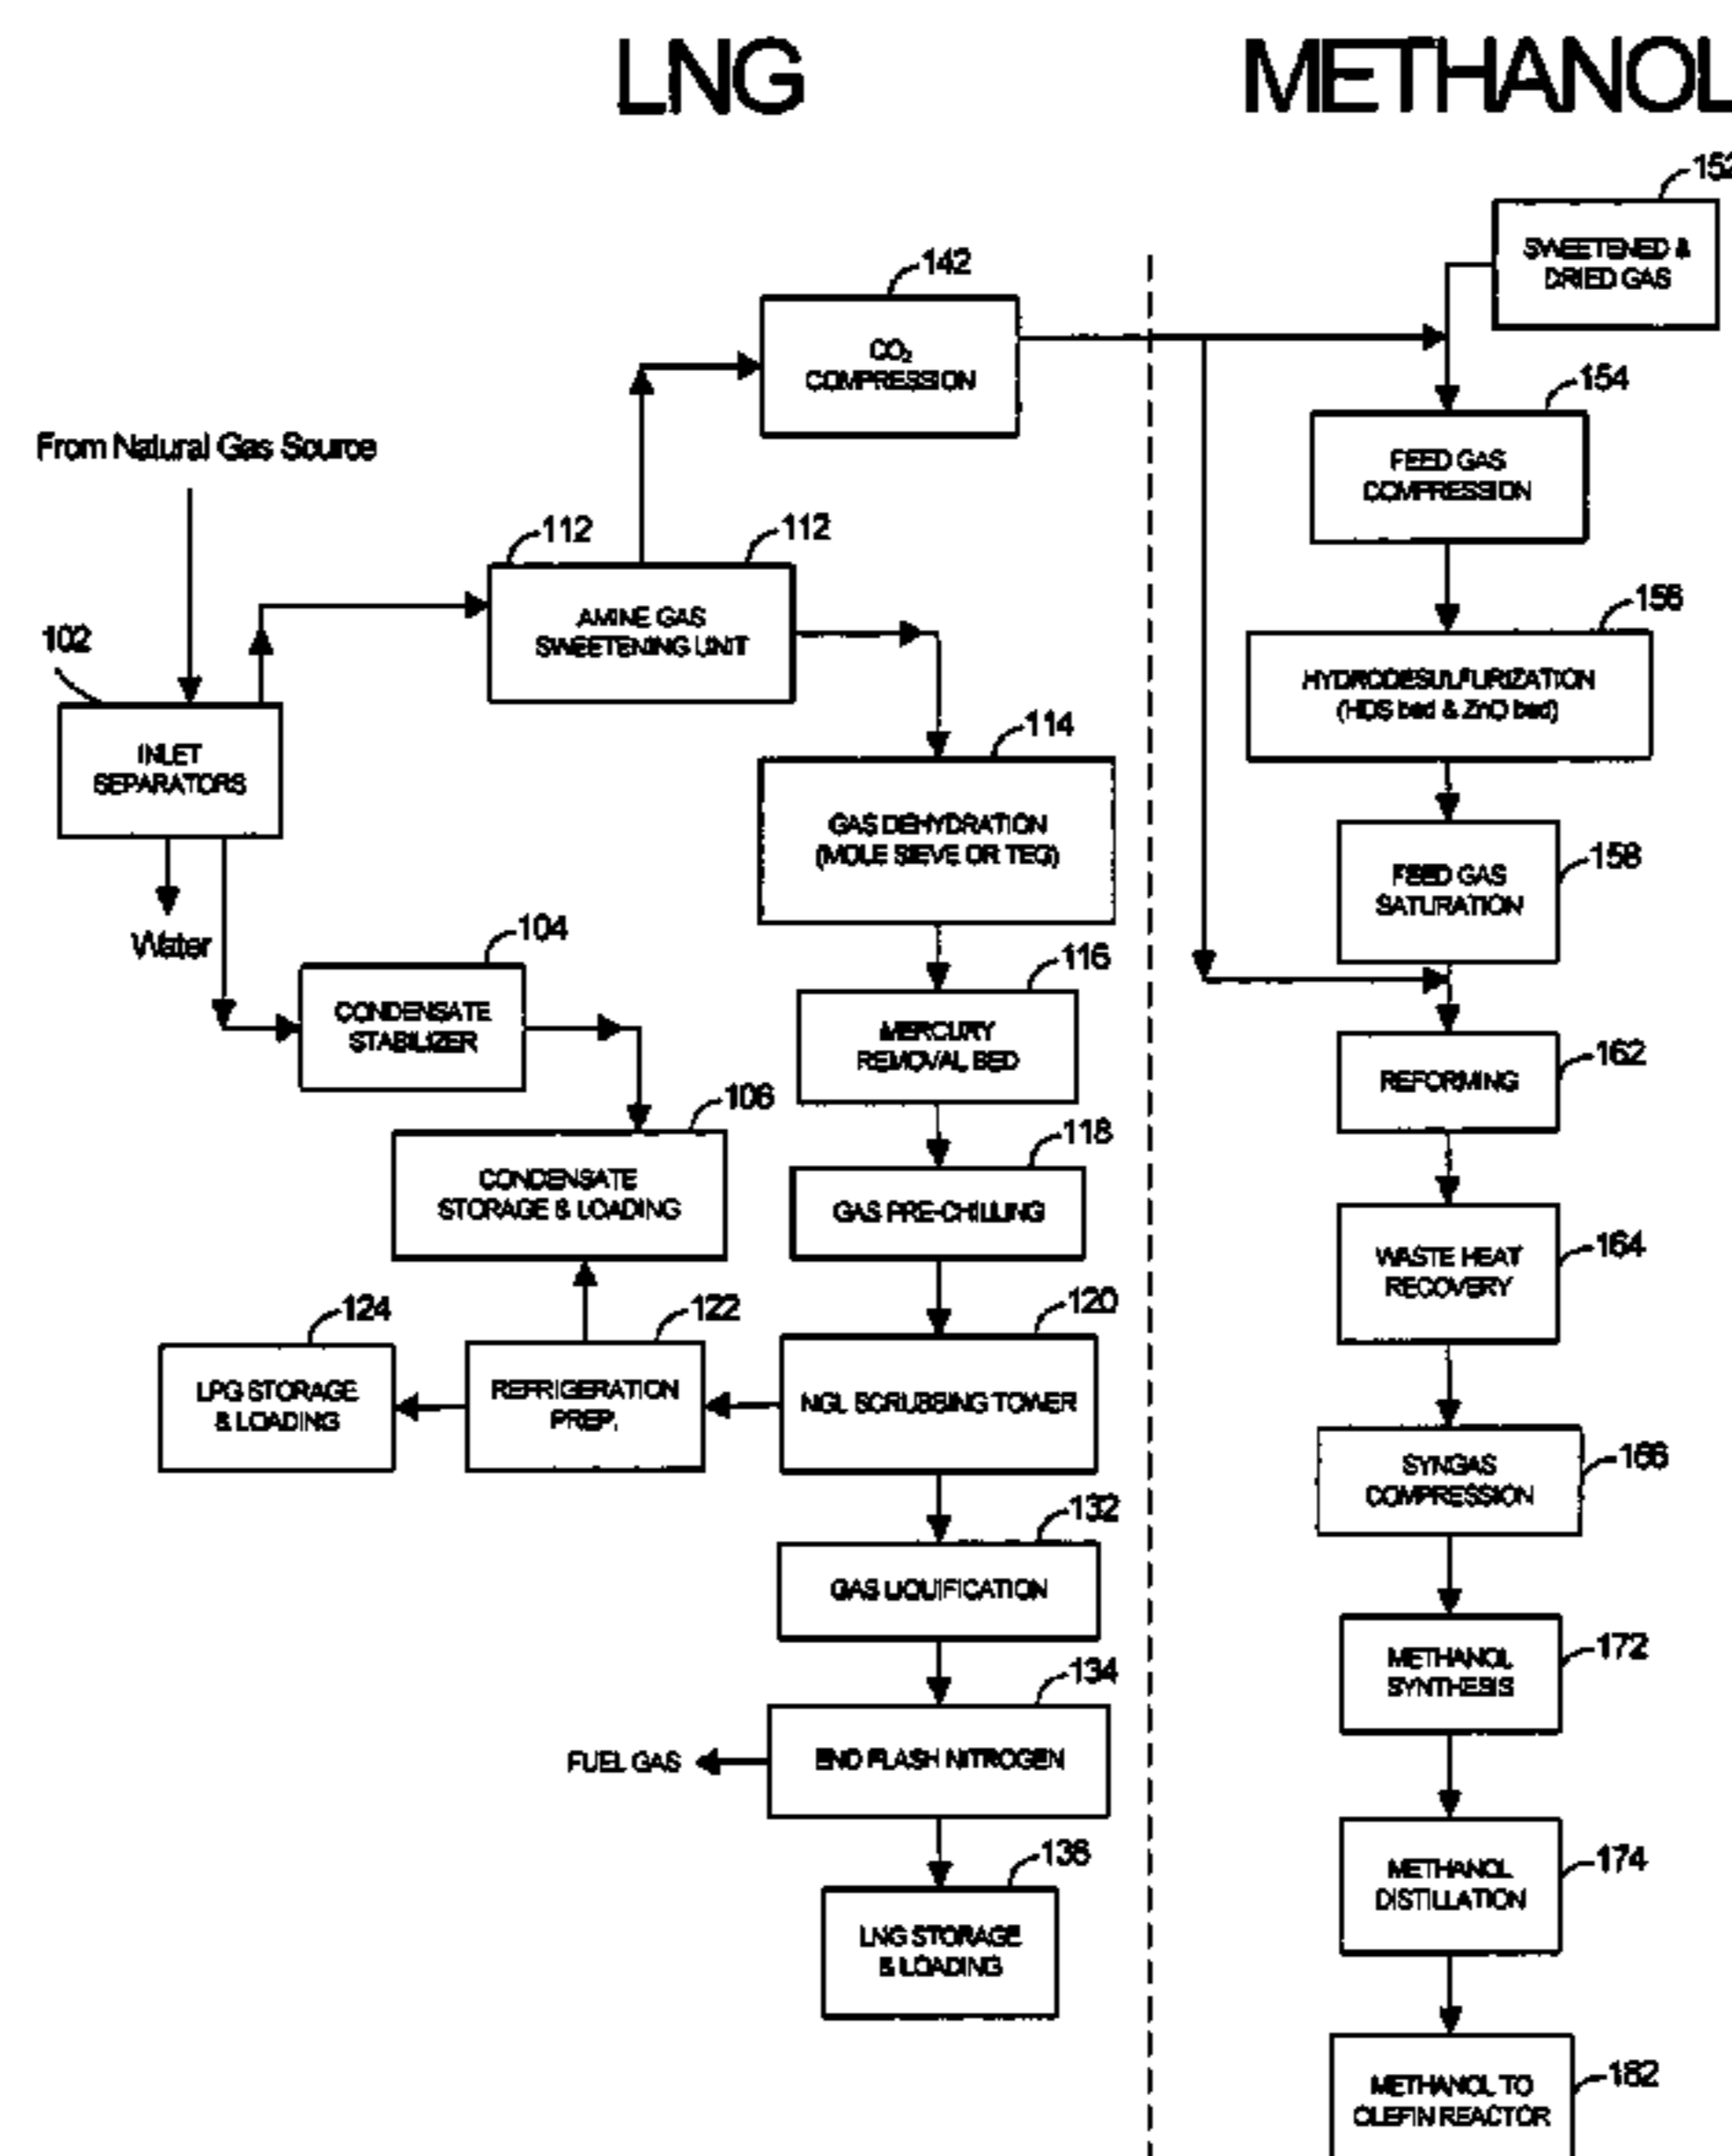 LNG
METHANOL
152
SWEETENED &
DRIED GAS
142
CO₂
COMPRESSION
154
FEED GAS
COMPRESSION
From Natural Gas Source
112
112
AMINE GAS
SWEETENING UNIT
156
HYDRODESULFURIZATION
(HDS bed & ZnO bed)
102
INLET
SEPARATORS
114
GAS DEHYDRATION
(MOLE SIEVE OR TEG)
158
FEED GAS
SATURATION
Water
104
CONDENSATE
STABILIZER
116
MERCURY
REMOVAL BED
162
REFORMING
106
CONDENSATE
STORAGE & LOADING
118
GAS PRE-CHILLING
164
WASTE HEAT
RECOVERY
124
LPG STORAGE
& LOADING
122
REFRIGERATION
PREP.
120
NGL SCRUBBING TOWER
166
SYNGAS
COMPRESSION
132
GAS LIQUIFICATION
172
METHANOL
SYNTHESIS
134
END FLASH NITROGEN
FUEL GAS
174
METHANOL
DISTILLATION
136
LNG STORAGE
& LOADING
182
METHANOL TO
OLEFIN REACTOR